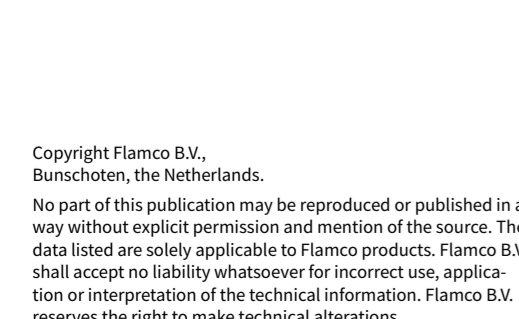 Copyright Flamco B.V.,
Bunschoten, the Netherlands.
No part of this publication may be reproduced or published in
way without explicit permission and mention of the source. The
data listed are solely applicable to Flamco products. Flamco B.V
shall accept no liability whatsoever for incorrect use, applica-
tion or interpretation of the technical information. Flamco B.V.
reserves the right to make technical alterations.